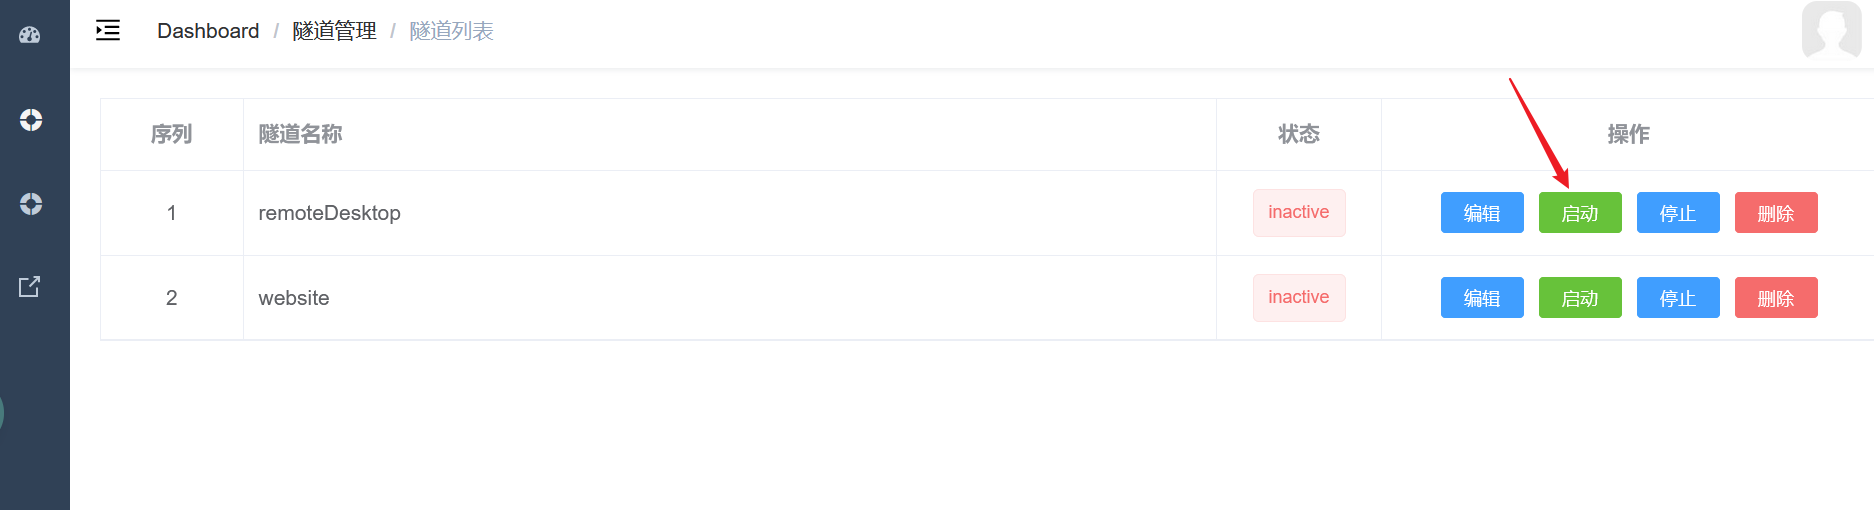 Dashboard / 隧道管理 / 隧道列表
序列 隧道名称 状态 操作
1 remoteDesktop inactive 编辑 启动 停止 删除
2 website inactive 编辑 启动 停止 删除